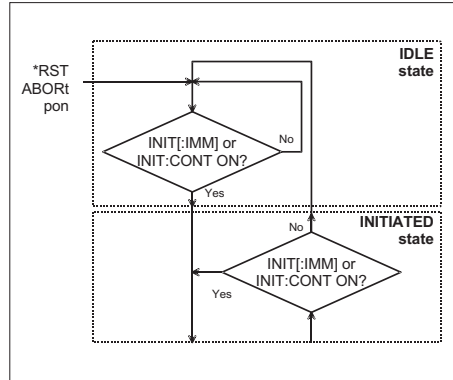 IDLE
state
*RST
ABORt
pon
INIT[:IMM] or
INIT:CONT ON?
No
Yes
INITIATED
state
No
INIT[:IMM] or
INIT:CONT ON?
Yes